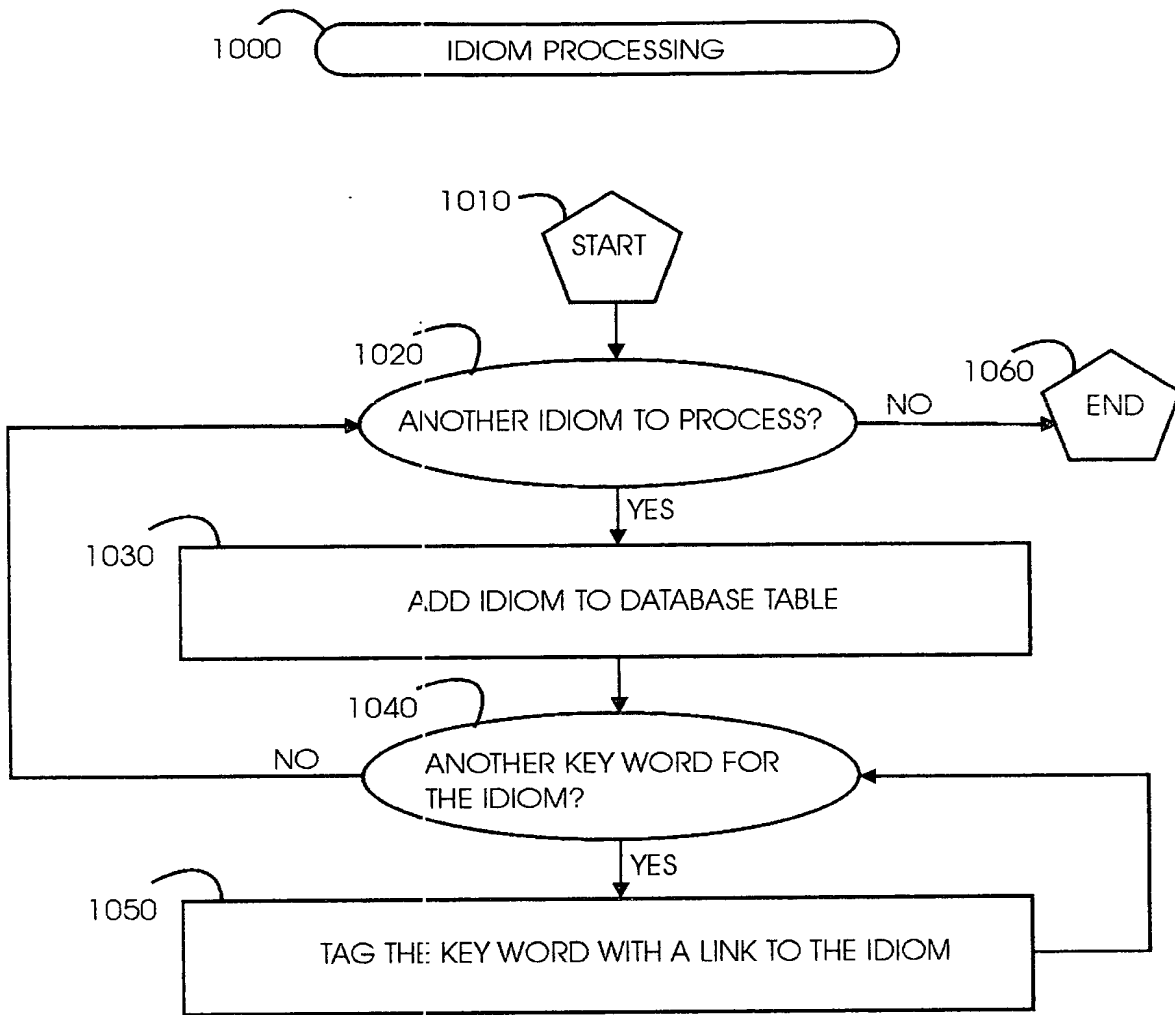 1000
IDIOM PROCESSING
1010
START
1020
ANOTHER IDIOM TO PROCESS?
NO
1060
END
YES
1030
ADD IDIOM TO DATABASE TABLE
1040
NO
ANOTHER KEY WORD FOR
THE IDIOM?
YES
1050
TAG THE KEY WORD WITH A LINK TO THE IDIOM